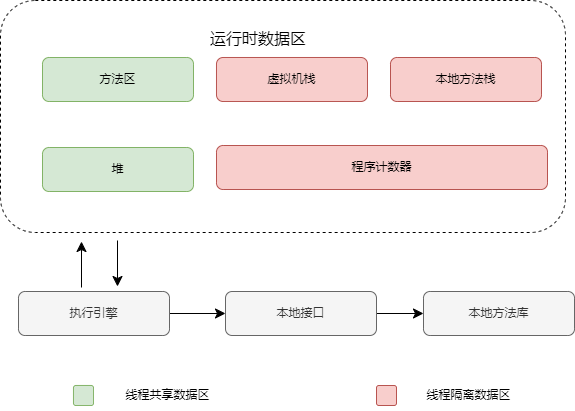 运行时数据区
方法区
虚拟机栈
本地方法栈
堆
程序计数器
执行引擎
本地接口
本地方法库
线程共享数据区
线程隔离数据区